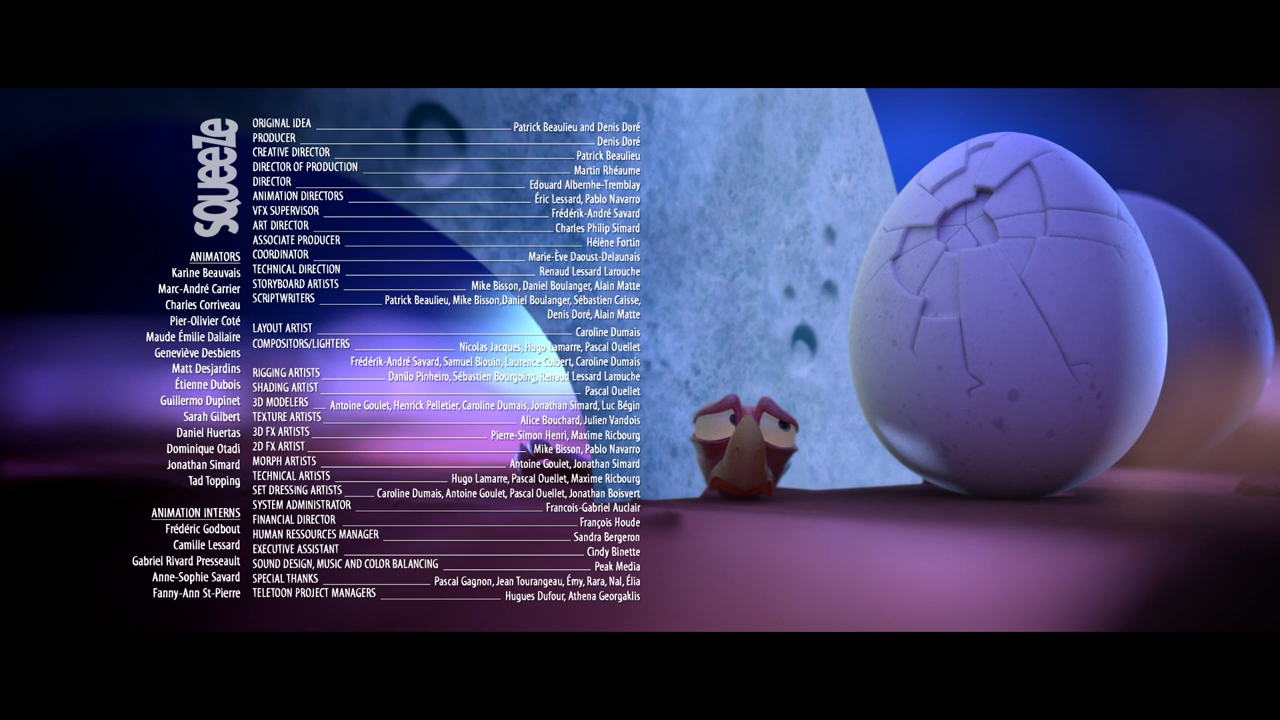 squeeze
ORIGINAL IDEA Patrick Beaulieu and Denis Doré
PRODUCER Denis Doré
CREATIVE DIRECTOR Patrick Beaulieu
DIRECTOR OF PRODUCTION Martin Rhéaume
DIRECTOR Edouard Albernhe-Tremblay
ANIMATION DIRECTORS Éric Lessard, Pablo Navarro
VFX SUPERVISOR Frédérik-André Savard
ART DIRECTOR Charles Philip Simard
ASSOCIATE PRODUCER Hélène Fortin
COORDINATOR Marie-Ève Daoust-Delaunais
TECHNICAL DIRECTION Renaud Lessard Larouche
STORYBOARD ARTISTS Mike Bisson, Daniel Boulanger, Alain Matte
SCRIPTWRITERS Patrick Beaulieu, Mike Bisson,Daniel Boulanger, Sébastien Caisse,
Denis Doré, Alain Matte
LAYOUT ARTIST Caroline Dumais
COMPOSITORS/LIGHTERS Nicolas Jacques, Hugo Lamarre, Pascal Ouellet
Frédérik-André Savard, Samuel Blouin, Laurence Colbert, Caroline Dumais
RIGGING ARTISTS Danilo Pinheiro, Sébastien Bourgoing, Renaud Lessard Larouche
SHADING ARTIST Pascal Ouellet
3D MODELERS Antoine Goulet, Henrick Pelletier, Caroline Dumais, Jonathan Simard, Luc Bégin
TEXTURE ARTISTS Alice Bouchard, Julien Vandois
3D FX ARTISTS Pierre-Simon Henri, Maxime Ricbourg
2D FX ARTIST Mike Bisson, Pablo Navarro
MORPH ARTISTS Antoine Goulet, Jonathan Simard
TECHNICAL ARTISTS Hugo Lamarre, Pascal Ouellet, Maxime Ricbourg
SET DRESSING ARTISTS Caroline Dumais, Antoine Goulet, Pascal Ouellet, Jonathan Boisvert
SYSTEM ADMINISTRATOR Francois-Gabriel Auclair
FINANCIAL DIRECTOR François Houde
HUMAN RESSOURCES MANAGER Sandra Bergeron
EXECUTIVE ASSISTANT Cindy Binette
SOUND DESIGN, MUSIC AND COLOR BALANCING Peak Media
SPECIAL THANKS Pascal Gagnon, Jean Tourangeau, Émy, Rara, Nal, Élia
TELETOON PROJECT MANAGERS Hugues Dufour, Athena Georgaklis
ANIMATORS
Karine Beauvais
Marc-André Carrier
Charles Corriveau
Pier-Olivier Coté
Maude Émilie Dallaire
Geneviève Desbiens
Matt Desjardins
Étienne Dubois
Guillermo Dupinet
Sarah Gilbert
Daniel Huertas
Dominique Otadi
Jonathan Simard
Tad Topping
ANIMATION INTERNS
Frédéric Godbout
Camille Lessard
Gabriel Rivard Presseault
Anne-Sophie Savard
Fanny-Ann St-Pierre